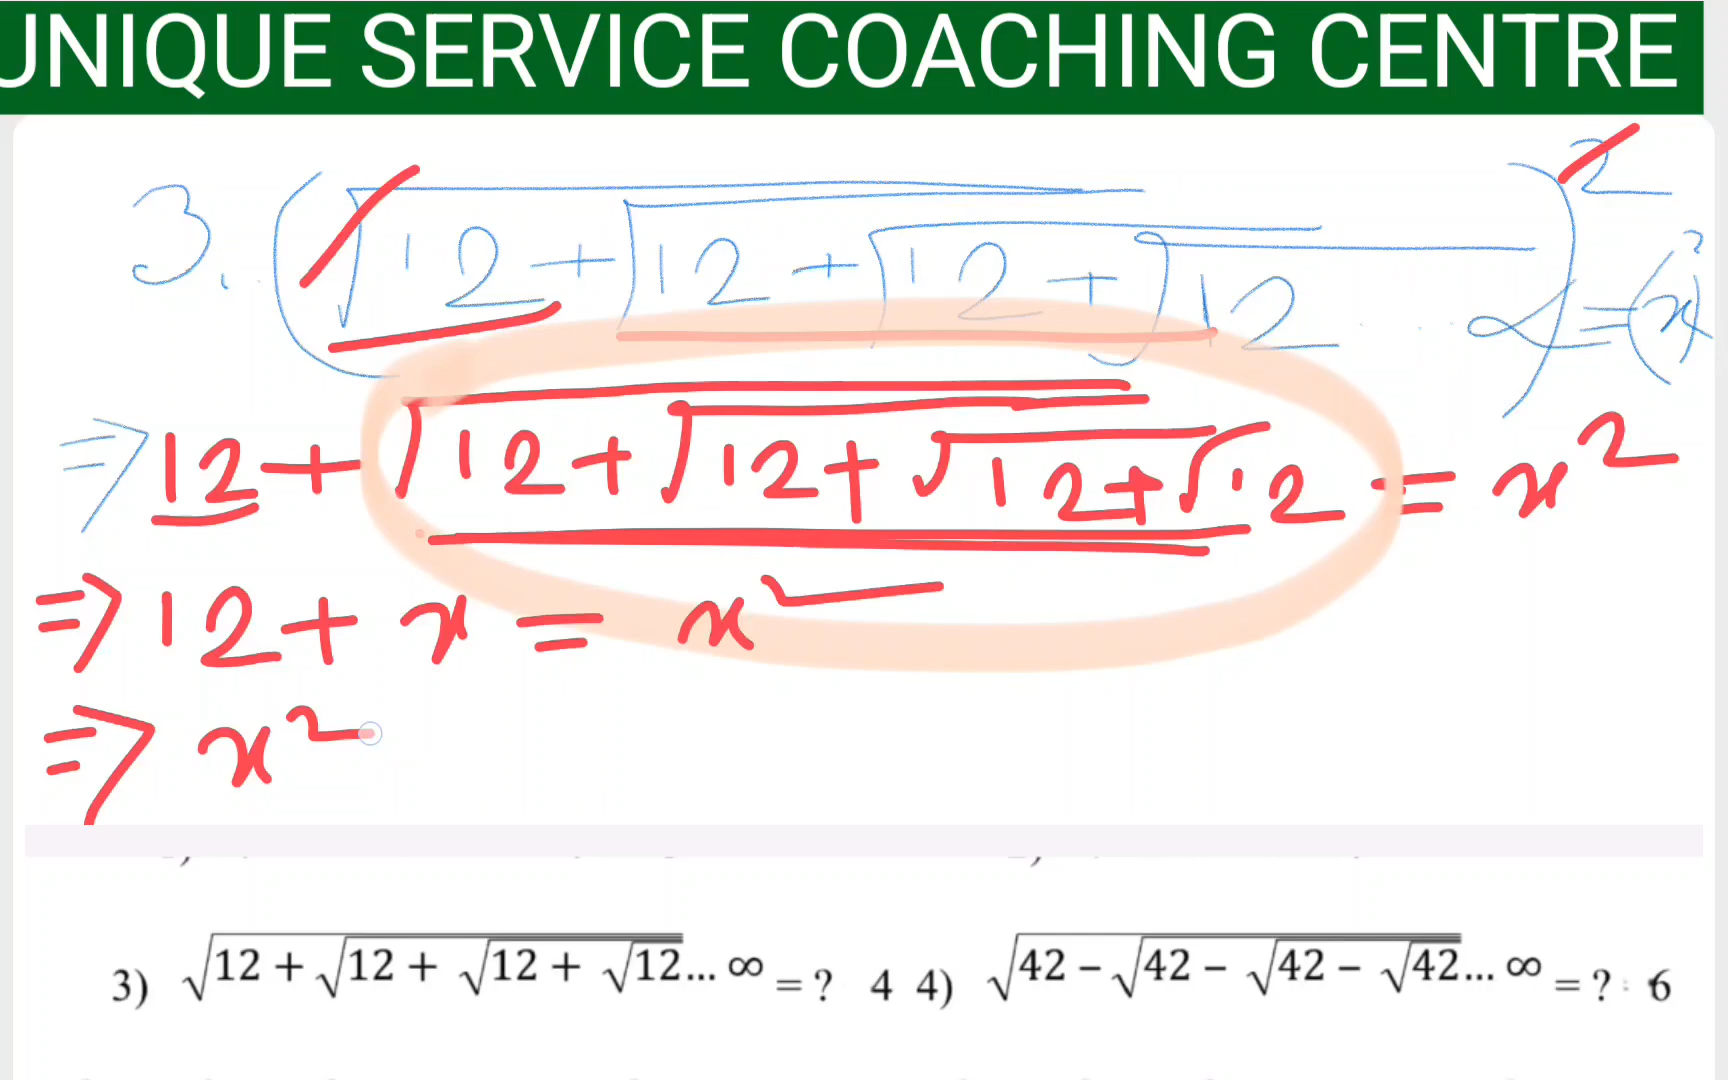 UNIQUE SERVICE COACHING CENTRE
3. (√12 + √12 + √12 + √12 ... ∝)² = (x)²
⇒ 12 + √12 + √12 + √12 + √12 = x²
⇒ 12 + x = x²
⇒ x²
3) √12 + √12 + √12 + √12... ∞ = ? 4 4) √42 − √42 − √42 − √42... ∞ = ? 6